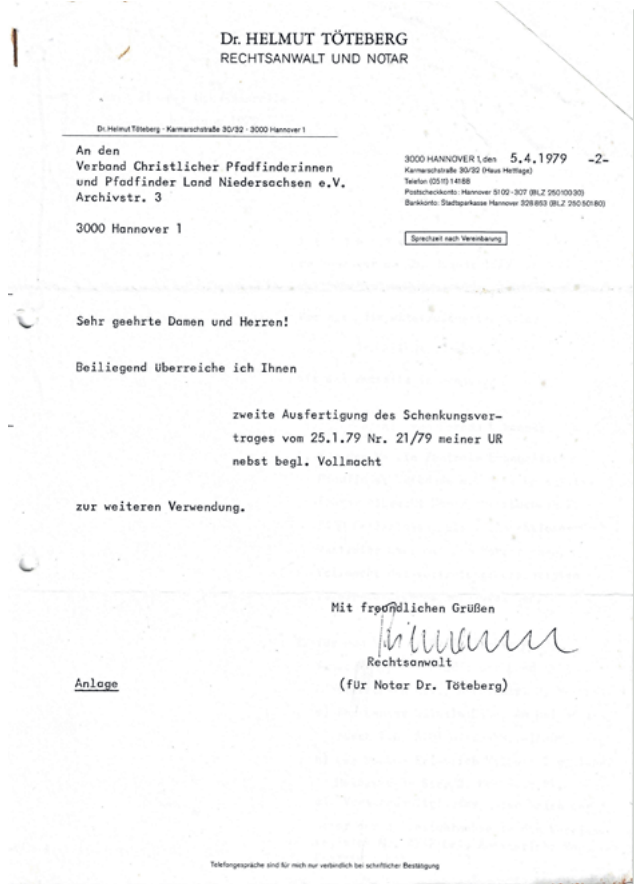 Dr. HELMUT TÖTEBERG
RECHTSANWALT UND NOTAR
Dr. Helmut Töteberg - Karmarschstraße 30/32 - 3000 Hannover 1
An den
Verband Christlicher Pfadfinderinnen
und Pfadfinder Land Niedersachsen e.V.
Archivstr. 3
3000 Hannover 1
3000 HANNOVER 1, den 5.4.1979 -2-
Karmarschstraße 30/32 (Haus Hettlage)
Telefon (0511) 14188
Postscheckkonto: Hannover 5102-307 (BLZ 25010030)
Bankkonto: Stadtsparkasse Hannover 328 853 (BLZ 250 501 80)
Sprechzeit nach Vereinbarung
Sehr geehrte Damen und Herren!
Beiliegend überreiche ich Ihnen
zweite Ausfertigung des Schenkungsver-
trages vom 25.1.79 Nr. 21/79 meiner UR
nebst begl. Vollmacht
zur weiteren Verwendung.
Mit freundlichen Grüßen
Rechtsanwalt
(für Notar Dr. Töteberg)
Anlage
Telefongespräche sind für mich nur verbindlich bei schriftlicher Bestätigung